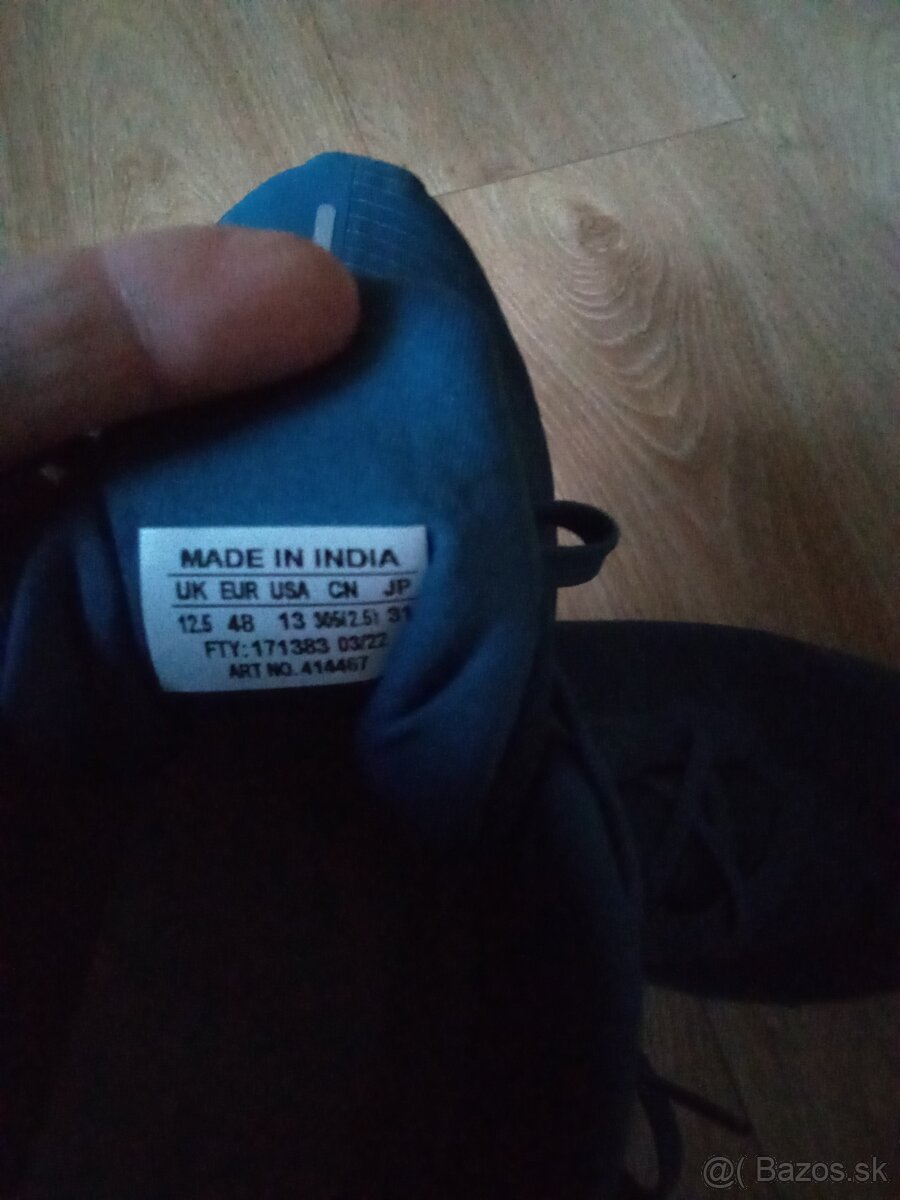 MADE IN INDIA
UK EUR USA CN JP
12.5 48 13 305(2.5) 31
FTY:171383 03/22
ART NO. 414467
@( Bazos.sk